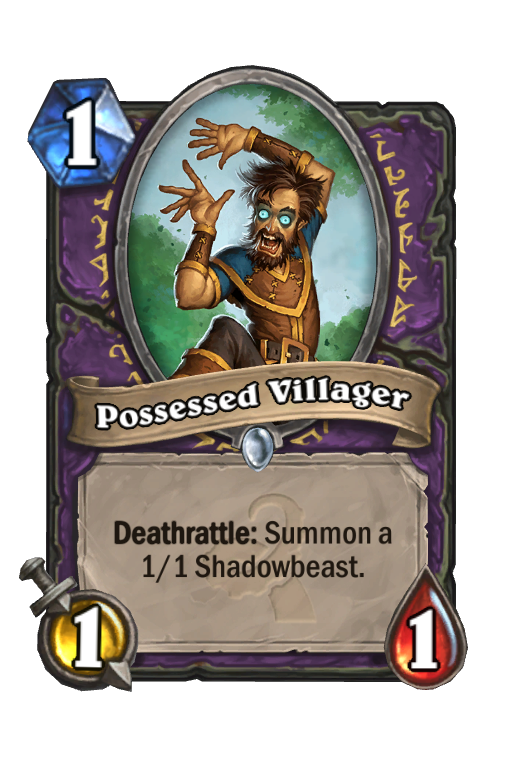 1
Possessed Villager
Deathrattle: Summon a
1/1 Shadowbeast.
1
1